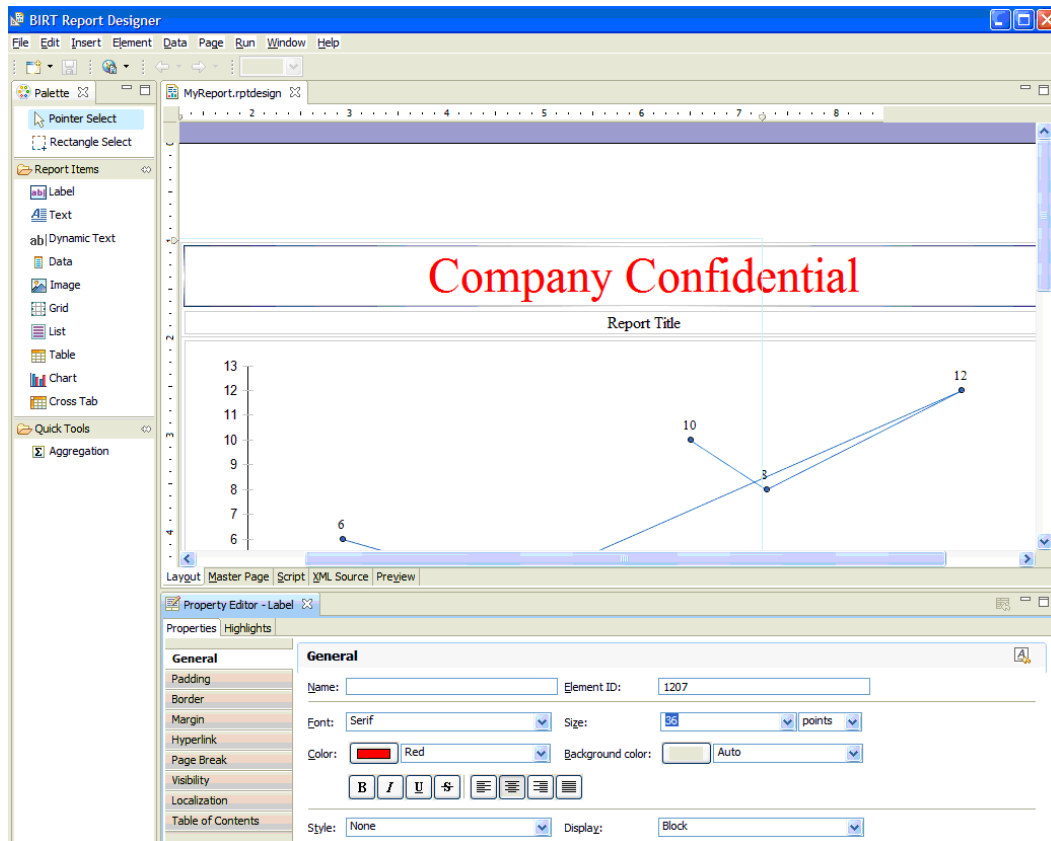 BIRT Report Designer
File Edit Insert Element Data Page Run Window Help
Palette
MyReport.rptdesign
Pointer Select
Rectangle Select
Report Items
Label
Text
Dynamic Text
Data
Image
Grid
List
Table
Chart
Cross Tab
Quick Tools
Aggregation
2 3 4 5 6 7 8
0
1
2
3
4
Company Confidential
Report Title
13
12
11
10
9
8
7
6
12
10
8
6
Layout Master Page Script XML Source Preview
Property Editor - Label
Properties Highlights
General
Padding
Border
Margin
Hyperlink
Page Break
Visibility
Localization
Table of Contents
General
Name: Element ID: 1207
Font: Serif Size: 36 points
Color: Red Background color: Auto
B I U S
Style: None Display: Block